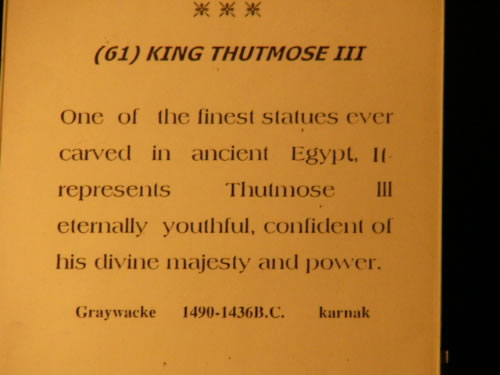 (61) KING THUTMOSE III
One of the finest statues ever
carved in ancient Egypt, It
represents Thutmose III
eternally youthful, confident of
his divine majesty and power.
Graywacke 1490-1436B.C. karnak